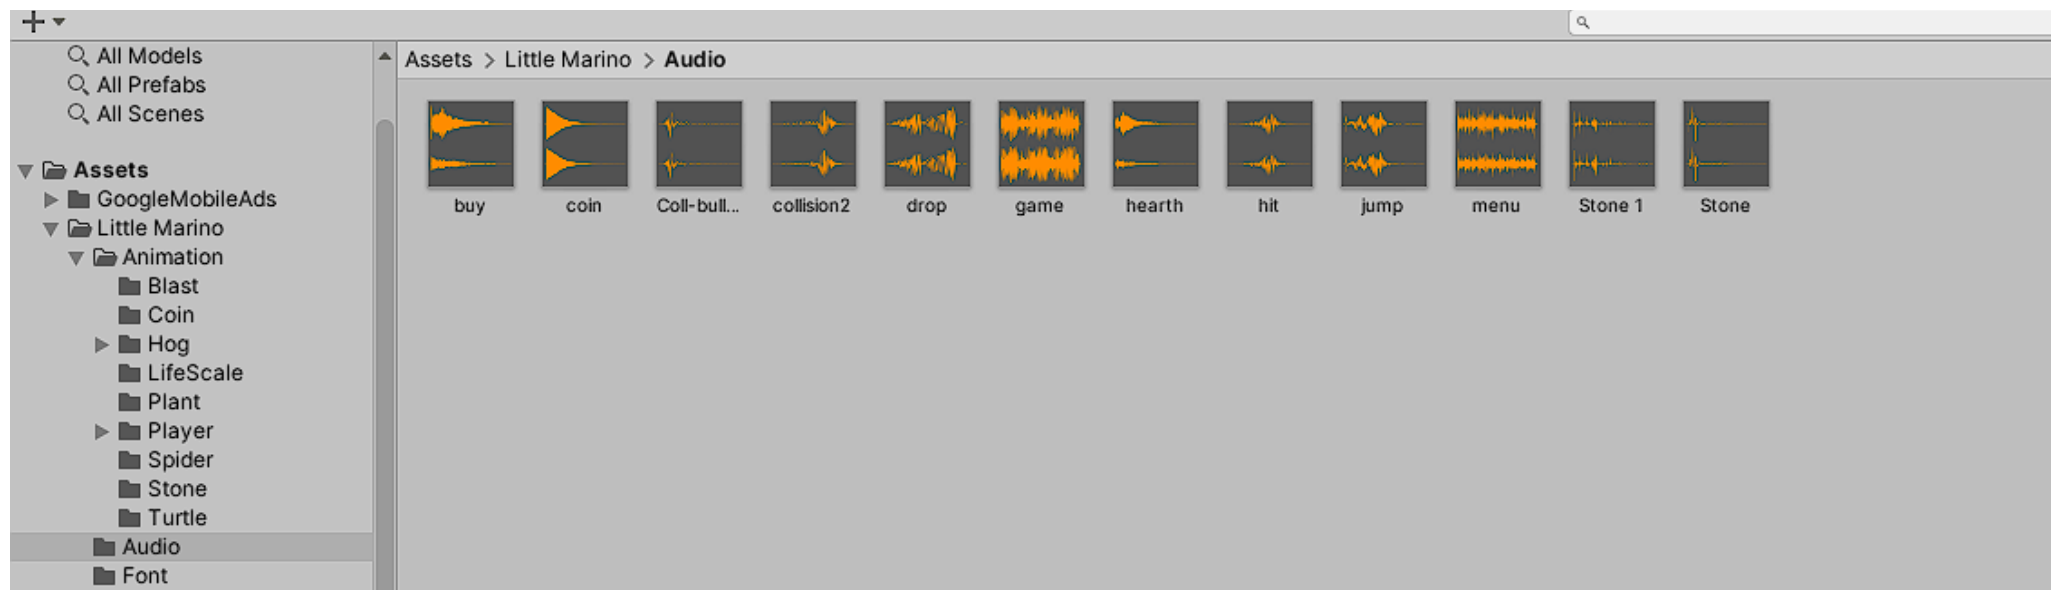 All Models
All Prefabs
All Scenes
Assets
GoogleMobileAds
Little Marino
Animation
Blast
Coin
Hog
LifeScale
Plant
Player
Spider
Stone
Turtle
Audio
Font
Assets > Little Marino > Audio
buy coin Coll-bull... collision2 drop game hearth hit jump menu Stone 1 Stone